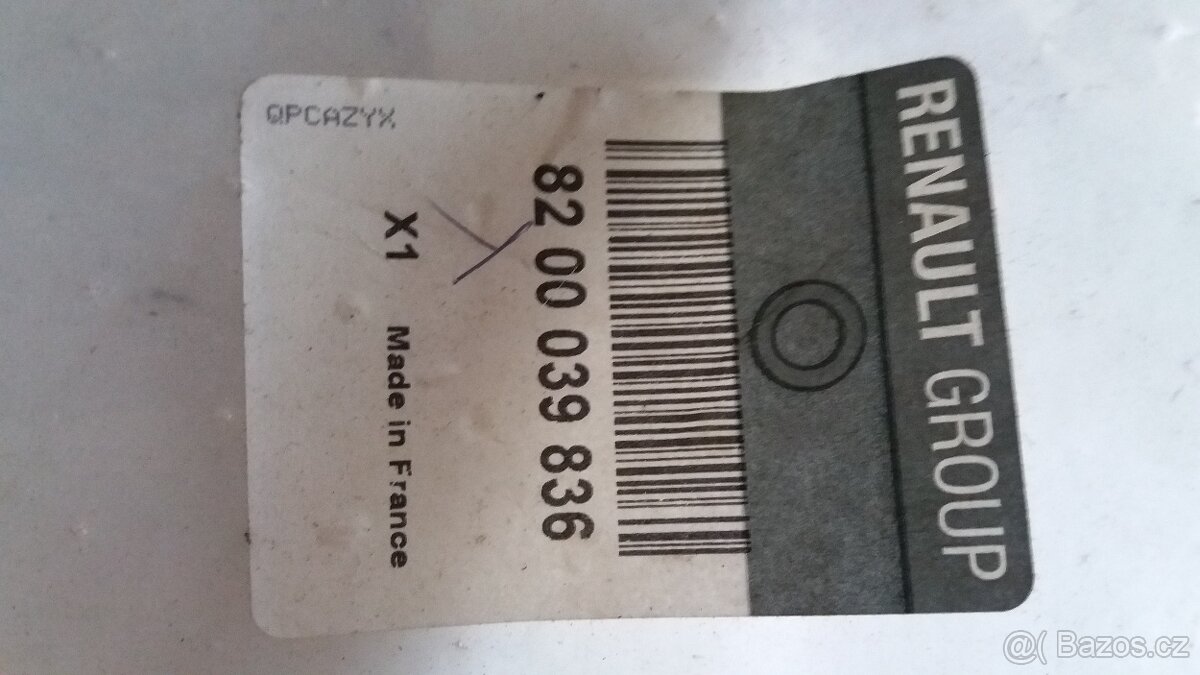 RENAULT GROUP
82 00 039 836
X1 Made in France
QPCAZYX
@( Bazos.cz